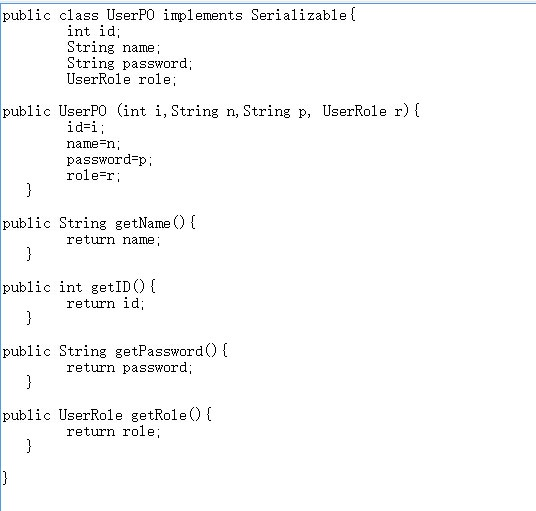 public class UserPO implements Serializable{
int id;
String name;
String password;
UserRole role;
public UserPO (int i,String n,String p, UserRole r){
id=i;
name=n;
password=p;
role=r;
}
public String getName(){
return name;
}
public int getID(){
return id;
}
public String getPassword(){
return password;
}
public UserRole getRole(){
return role;
}
}